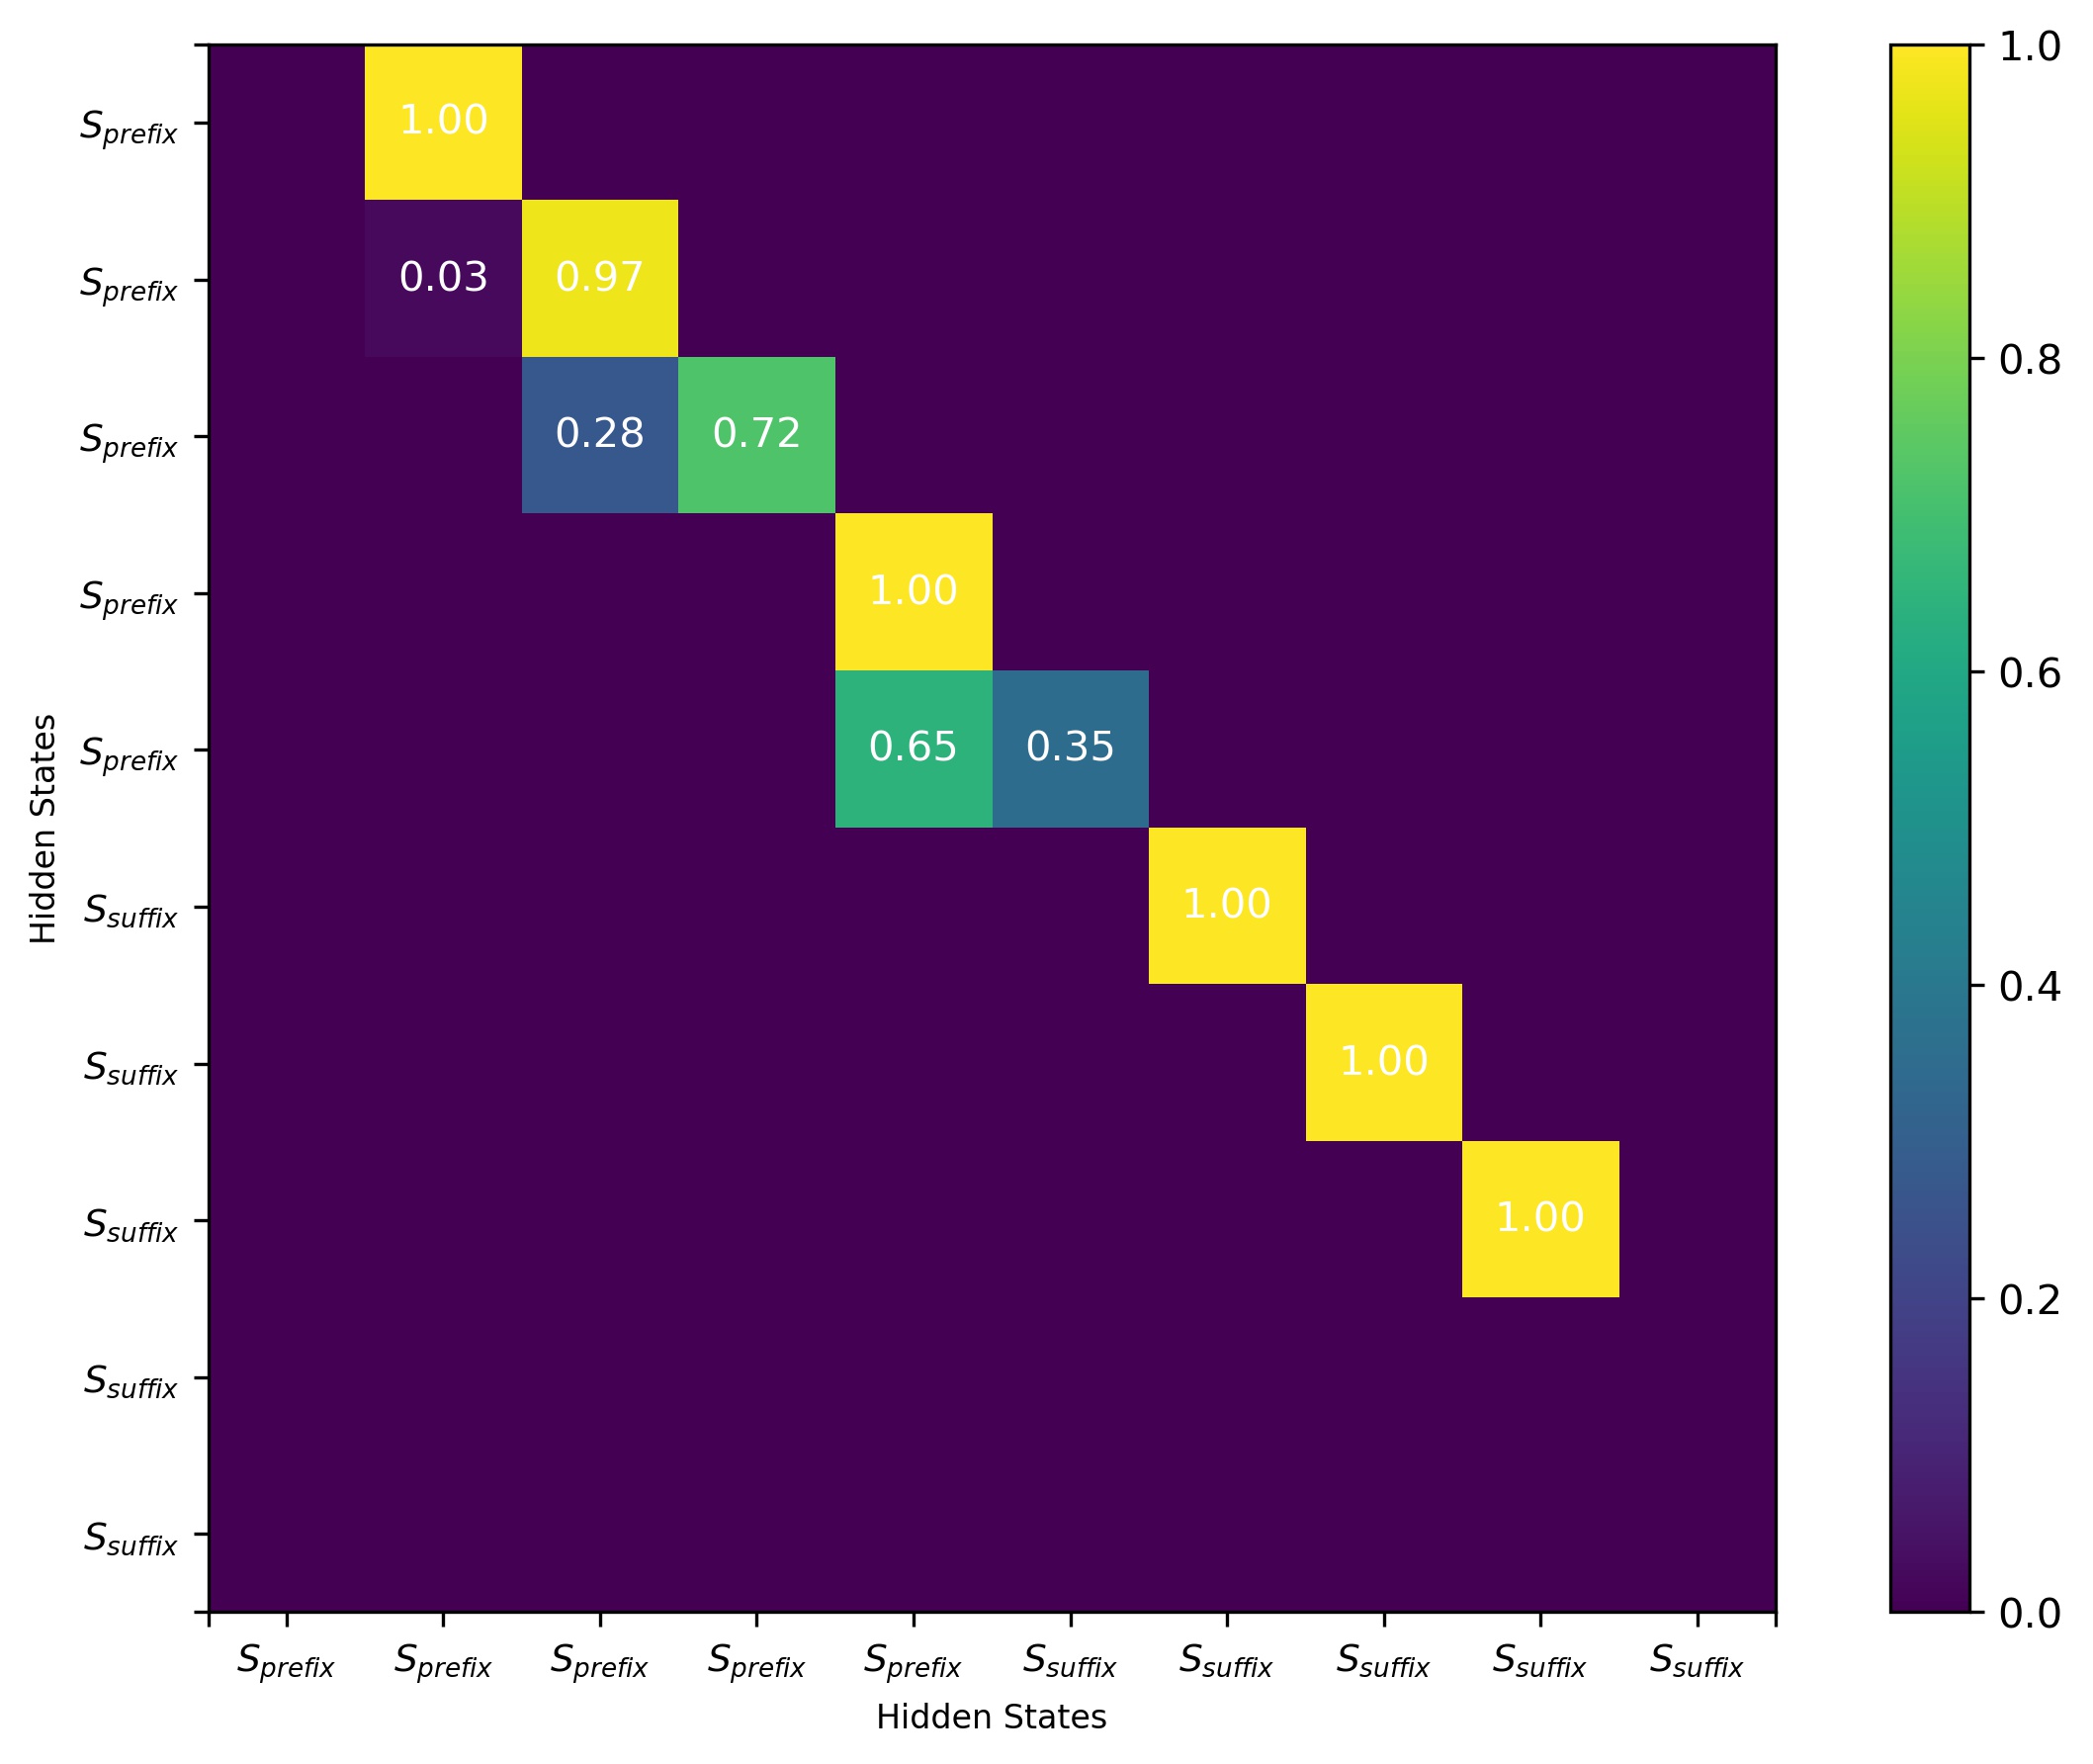 1.0
S_prefix 1.00
S_prefix 0.03 0.97
0.8
S_prefix 0.28 0.72
S_prefix 1.00
0.6
S_prefix 0.65 0.35
Hidden States
S_suffix 1.00
0.4
S_suffix 1.00
S_suffix 1.00
0.2
S_suffix
S_suffix
0.0
S_prefix S_prefix S_prefix S_prefix S_prefix S_suffix S_suffix S_suffix S_suffix S_suffix
Hidden States